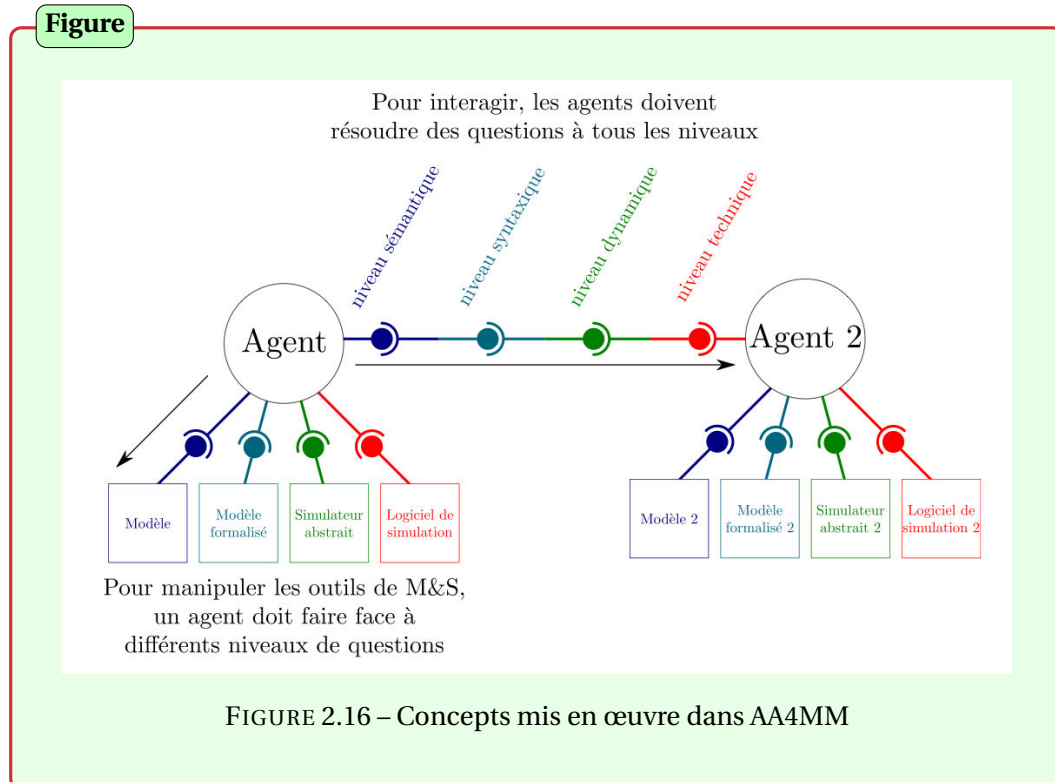 Figure
Pour interagir, les agents doivent
résoudre des questions à tous les niveaux
niveau sémantique
niveau syntaxique
niveau dynamique
niveau technique
Agent
Agent 2
Modèle
Modèle
formalisé
Simulateur
abstrait
Logiciel de
simulation
Modèle 2
Modèle
formalisé 2
Simulateur
abstrait 2
Logiciel de
simulation 2
Pour manipuler les outils de M&S,
un agent doit faire face à
différents niveaux de questions
FIGURE 2.16 – Concepts mis en œuvre dans AA4MM